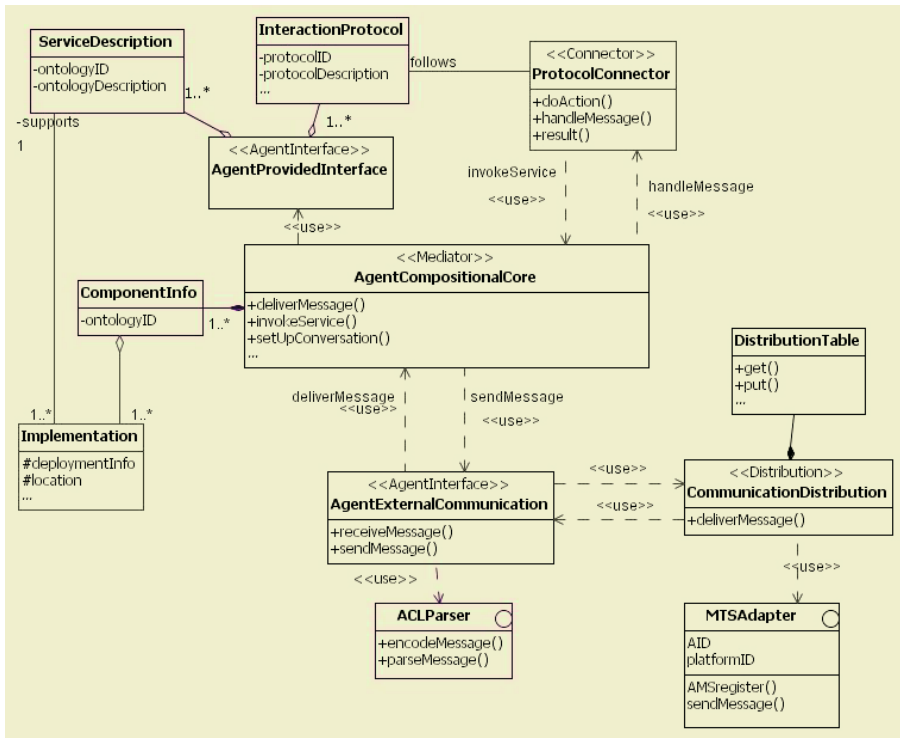 ServiceDescription
-ontologyID
-ontologyDescription
1..*
-supports
1
InteractionProtocol
-protocolID
-protocolDescription
...
1..*
follows
<<Connector>>
ProtocolConnector
+doAction()
+handleMessage()
+result()
<<AgentInterface>>
AgentProvidedInterface
<<use>>
invokeService
<<use>>
handleMessage
<<use>>
<<Mediator>>
AgentCompositionalCore
+deliverMessage()
+invokeService()
+setUpConversation()
...
ComponentInfo
-ontologyID
1..*
1..*
1..*
Implementation
#deploymentInfo
#location
...
deliverMessage
<<use>>
sendMessage
<<use>>
DistributionTable
+get()
+put()
...
<<AgentInterface>>
AgentExternalCommunication
+receiveMessage()
+sendMessage()
<<use>>
<<use>>
<<Distribution>>
CommunicationDistribution
+deliverMessage()
<<use>>
<<use>>
ACLParser
+encodeMessage()
+parseMessage()
MTSAdapter
AID
platformID
AMSregister()
sendMessage()